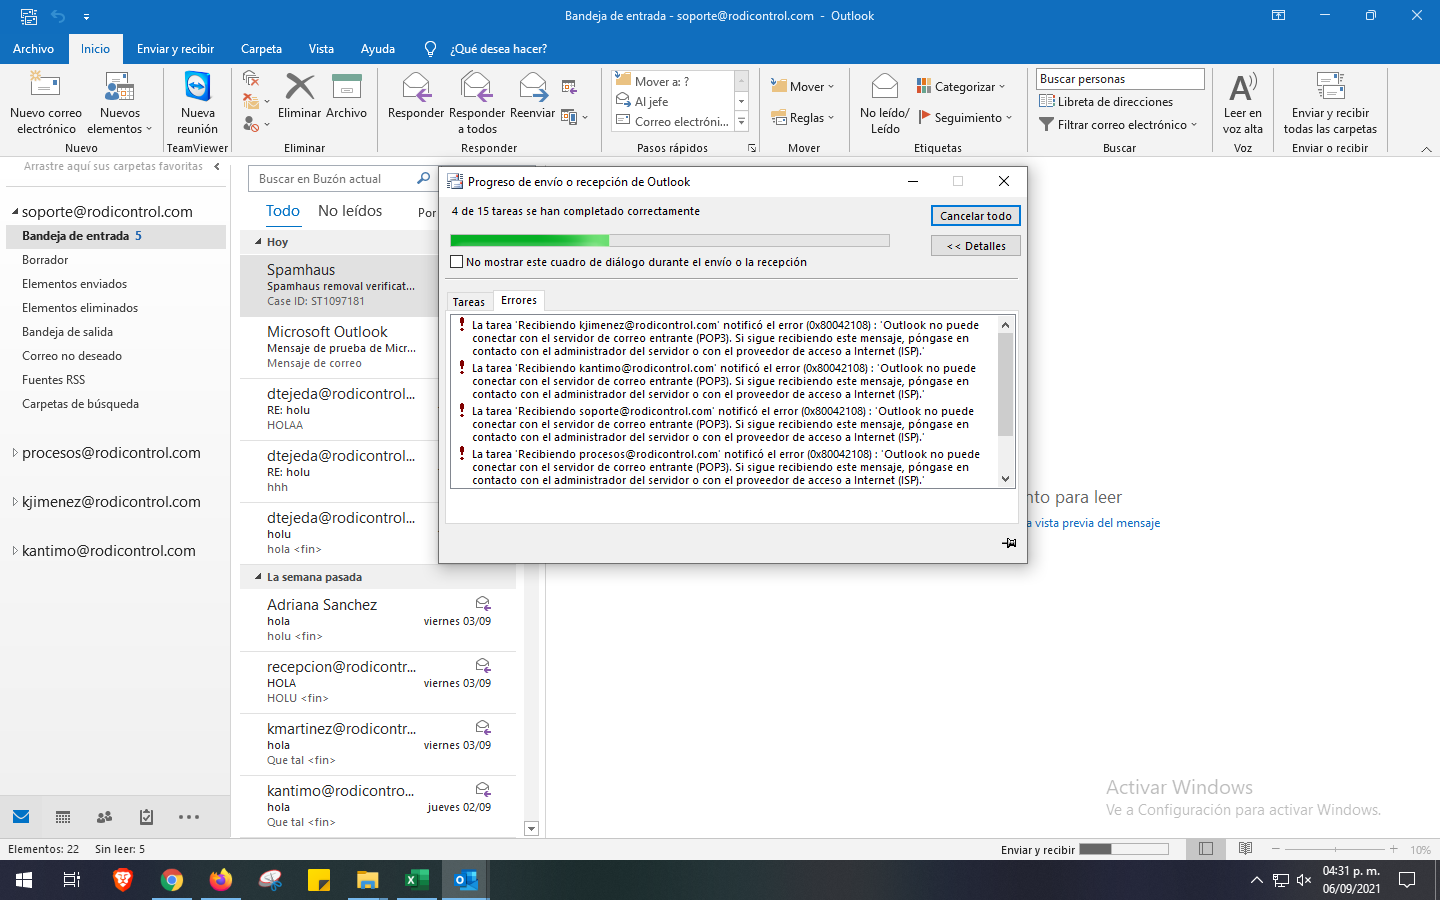 Bandeja de entrada - soporte@rodicontrol.com - Outlook
Archivo
Inicio
Enviar y recibir
Carpeta
Vista
Ayuda
¿Qué desea hacer?
Nuevo correo
electrónico
Nuevos
elementos
Nuevo
Nueva
reunión
TeamViewer
Eliminar
Archivo
Eliminar
Responder
Responder
a todos
Reenviar
Responder
Mover a: ?
Al jefe
Correo electróni...
Pasos rápidos
Mover
Reglas
Mover
No leído/
Leído
Categorizar
Seguimiento
Etiquetas
Buscar personas
Libreta de direcciones
Filtrar correo electrónico
Buscar
Leer en
voz alta
Voz
Enviar y recibir
todas las carpetas
Enviar o recibir
Arrastre aquí sus carpetas favoritas
soporte@rodicontrol.com
Bandeja de entrada 5
Borrador
Elementos enviados
Elementos eliminados
Bandeja de salida
Correo no deseado
Fuentes RSS
Carpetas de búsqueda
procesos@rodicontrol.com
kjimenez@rodicontrol.com
kantimo@rodicontrol.com
Buscar en Buzón actual
Todo
No leídos
Por
Hoy
Spamhaus
Spamhaus removal verificat...
Case ID: ST1097181
Microsoft Outlook
Mensaje de prueba de Micr...
Mensaje de correo
dtejeda@rodicontrol...
RE: holu
HOLAA
dtejeda@rodicontrol...
RE: holu
hhh
dtejeda@rodicontrol...
holu
hola <fin>
La semana pasada
Adriana Sanchez
hola viernes 03/09
holu <fin>
recepcion@rodicontr...
HOLA viernes 03/09
HOLU <fin>
kmartinez@rodicontr...
hola viernes 03/09
Que tal <fin>
kantimo@rodicontro...
hola jueves 02/09
Que tal <fin>
Progreso de envío o recepción de Outlook
4 de 15 tareas se han completado correctamente
Cancelar todo
<< Detalles
No mostrar este cuadro de diálogo durante el envío o la recepción
Tareas
Errores
La tarea 'Recibiendo kjimenez@rodicontrol.com' notificó el error (0x80042108) : 'Outlook no puede
conectar con el servidor de correo entrante (POP3). Si sigue recibiendo este mensaje, póngase en
contacto con el administrador del servidor o con el proveedor de acceso a Internet (ISP).'
La tarea 'Recibiendo kantimo@rodicontrol.com' notificó el error (0x80042108) : 'Outlook no puede
conectar con el servidor de correo entrante (POP3). Si sigue recibiendo este mensaje, póngase en
contacto con el administrador del servidor o con el proveedor de acceso a Internet (ISP).'
La tarea 'Recibiendo soporte@rodicontrol.com' notificó el error (0x80042108) : 'Outlook no puede
conectar con el servidor de correo entrante (POP3). Si sigue recibiendo este mensaje, póngase en
contacto con el administrador del servidor o con el proveedor de acceso a Internet (ISP).'
La tarea 'Recibiendo procesos@rodicontrol.com' notificó el error (0x80042108) : 'Outlook no puede
conectar con el servidor de correo entrante (POP3). Si sigue recibiendo este mensaje, póngase en
contacto con el administrador del servidor o con el proveedor de acceso a Internet (ISP).'
nto para leer
a vista previa del mensaje
Activar Windows
Ve a Configuración para activar Windows.
Elementos: 22
Sin leer: 5
Enviar y recibir
10%
04:31 p. m.
06/09/2021